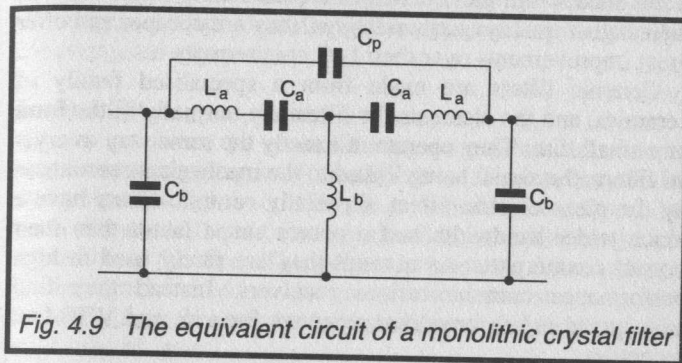 Cp
La
Ca
Ca
La
Cb
Lb
Cb
Fig. 4.9 The equivalent circuit of a monolithic crystal filter